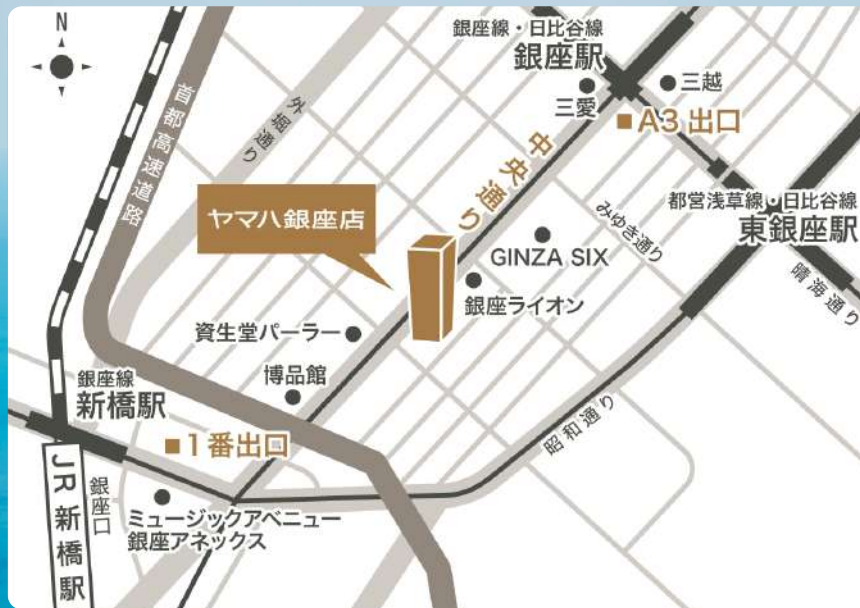 N
銀座線・日比谷線
銀座駅
三越
三愛
■A3 出口
首都高速道路
外堀通り
中央通り
都営浅草線・日比谷線
東銀座駅
みゆき通り
晴海通り
ヤマハ銀座店
GINZA SIX
銀座ライオン
資生堂パーラー
博品館
銀座線
新橋駅
■1番出口
昭和通り
JR 新橋駅
銀座口
ミュージックアベニュー
銀座アネックス